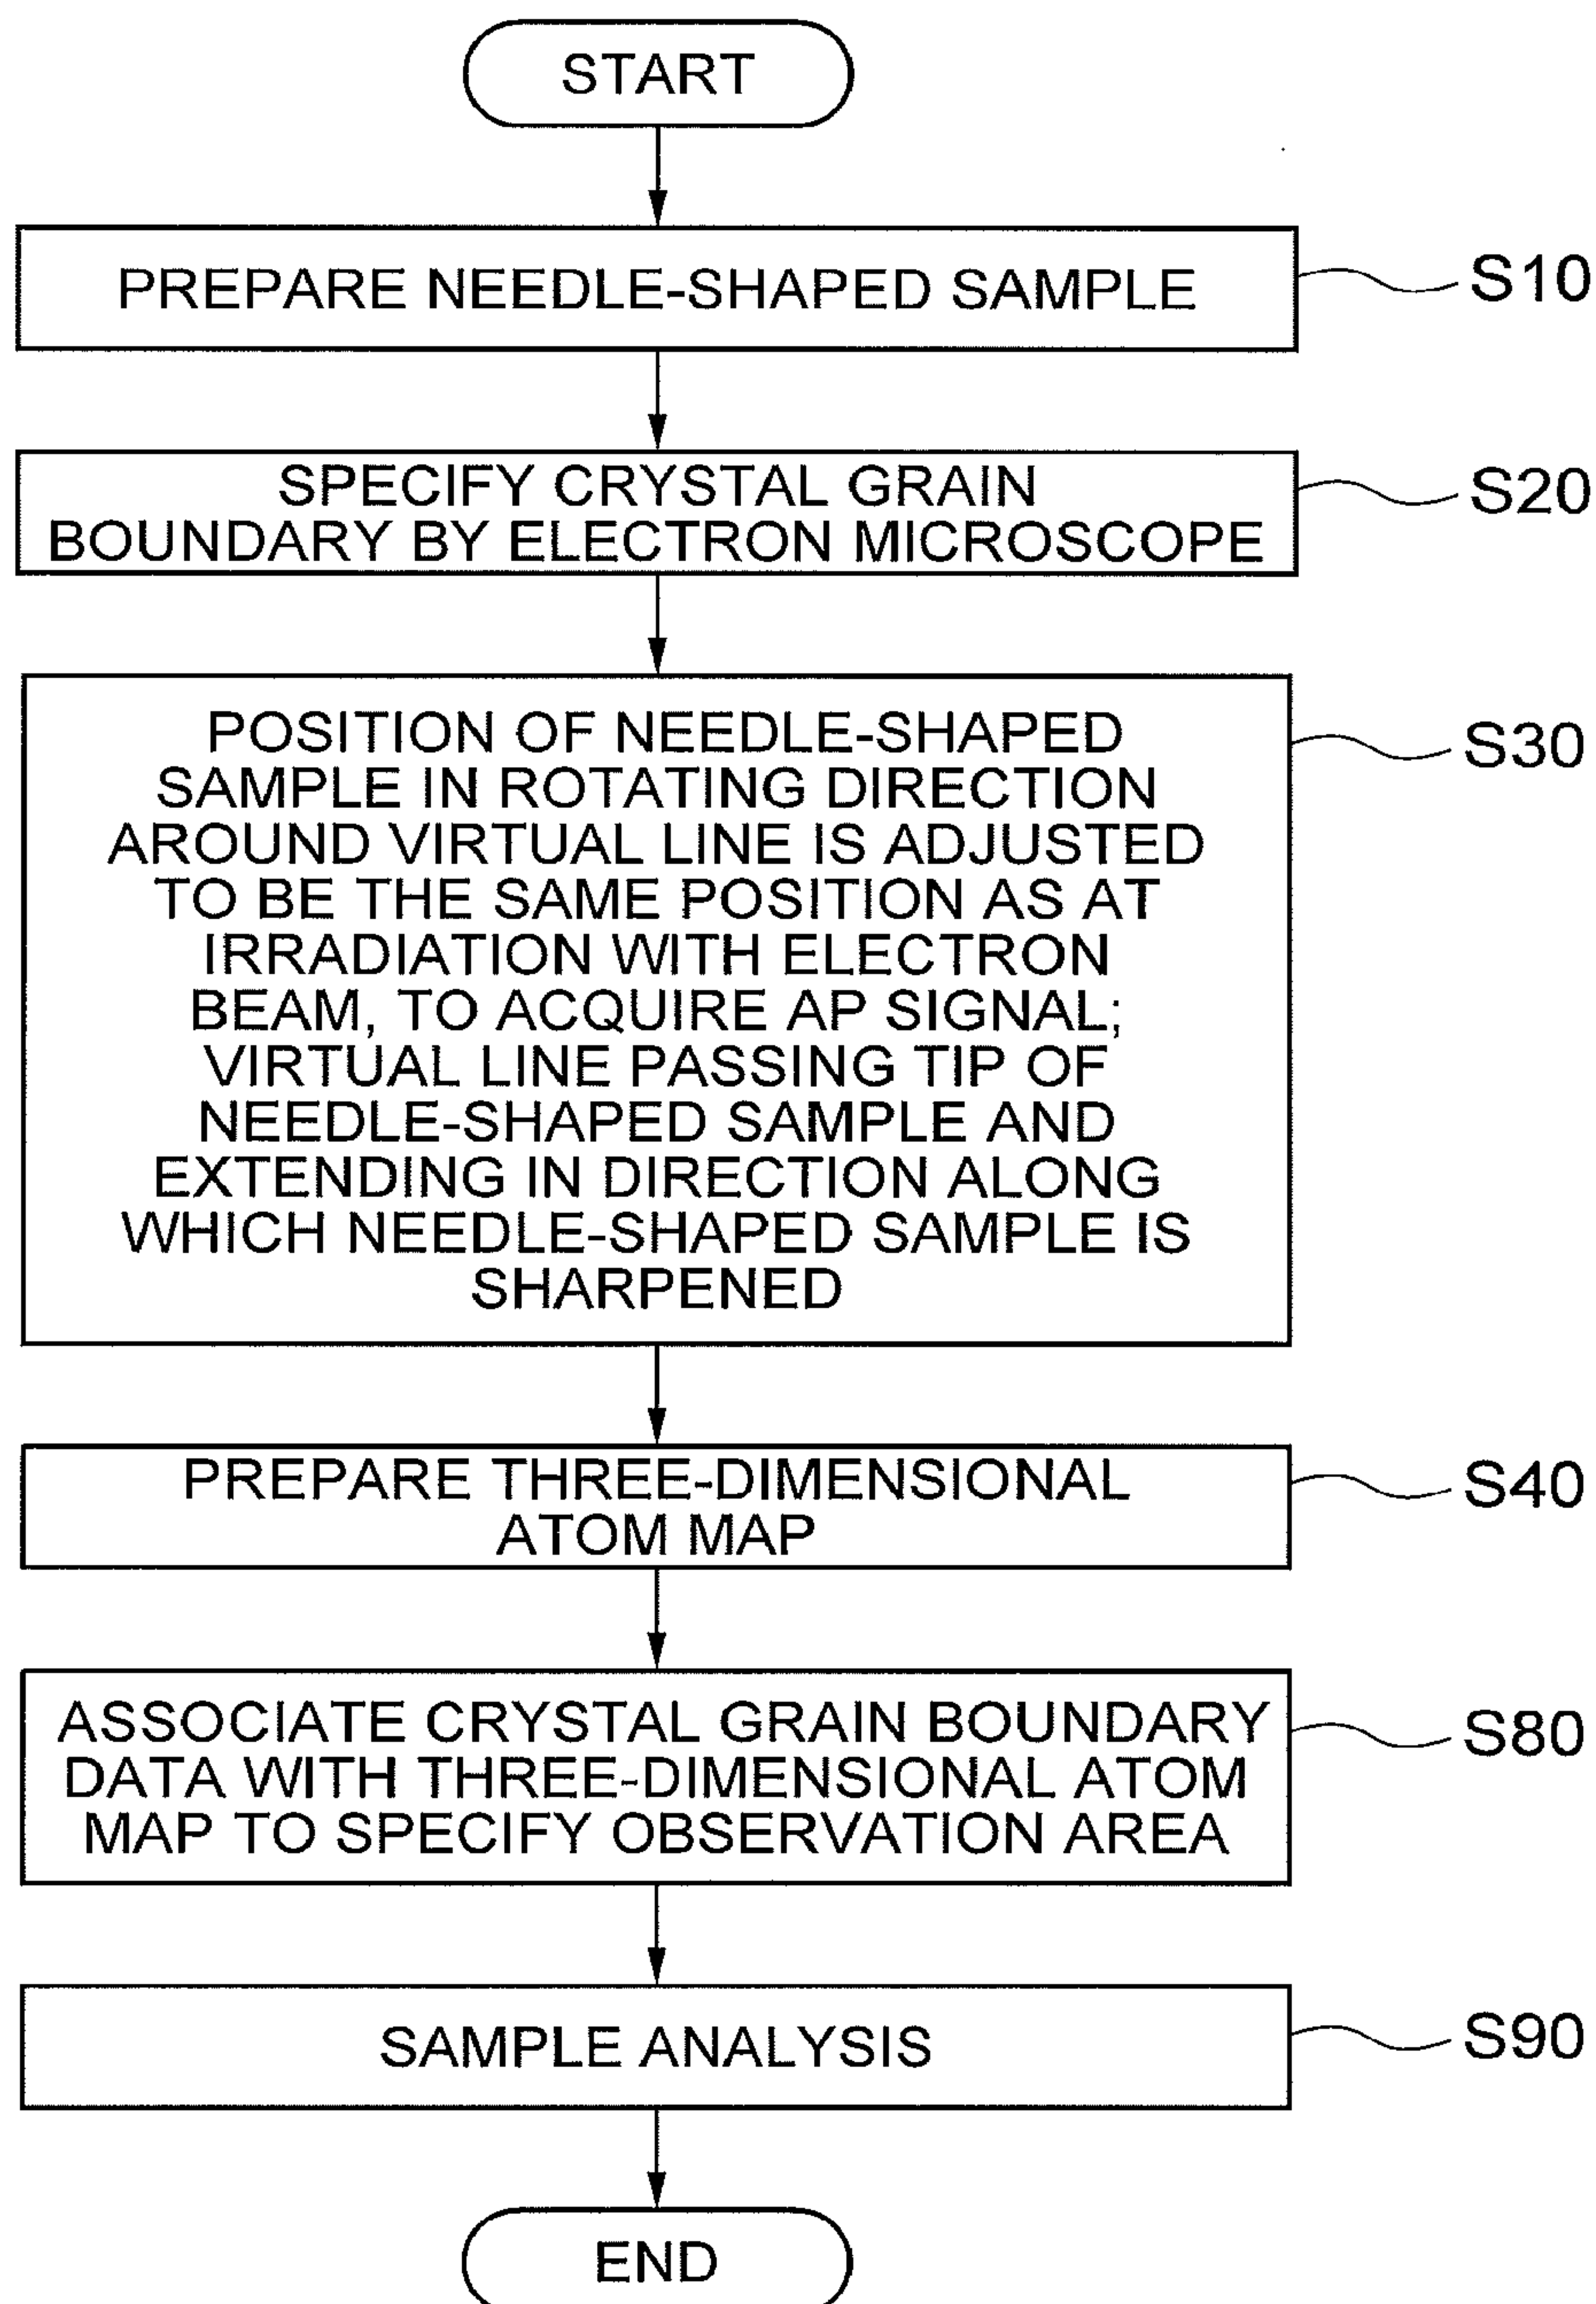 START
PREPARE NEEDLE-SHAPED SAMPLE
S10
SPECIFY CRYSTAL GRAIN
BOUNDARY BY ELECTRON MICROSCOPE
S20
POSITION OF NEEDLE-SHAPED
SAMPLE IN ROTATING DIRECTION
AROUND VIRTUAL LINE IS ADJUSTED
TO BE THE SAME POSITION AS AT
IRRADIATION WITH ELECTRON
BEAM, TO ACQUIRE AP SIGNAL;
VIRTUAL LINE PASSING TIP OF
NEEDLE-SHAPED SAMPLE AND
EXTENDING IN DIRECTION ALONG
WHICH NEEDLE-SHAPED SAMPLE IS
SHARPENED
S30
PREPARE THREE-DIMENSIONAL
ATOM MAP
S40
ASSOCIATE CRYSTAL GRAIN BOUNDARY
DATA WITH THREE-DIMENSIONAL ATOM
MAP TO SPECIFY OBSERVATION AREA
S80
SAMPLE ANALYSIS
S90
END